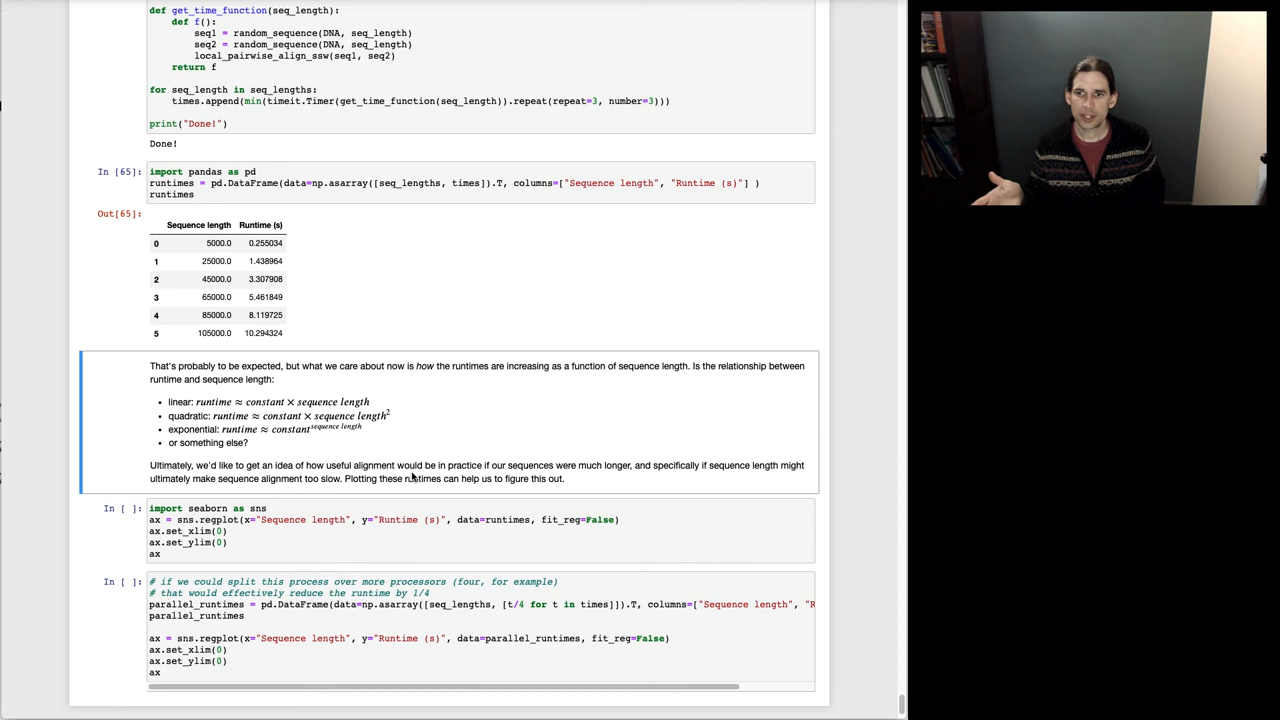 def get_time_function(seq_length):
def f():
seq1 = random_sequence(DNA, seq_length)
seq2 = random_sequence(DNA, seq_length)
local_pairwise_align_ssw(seq1, seq2)
return f
for seq_length in seq_lengths:
times.append(min(timeit.Timer(get_time_function(seq_length)).repeat(repeat=3, number=3)))
print("Done!")
Done!
In [65]: import pandas as pd
runtimes = pd.DataFrame(data=np.asarray([seq_lengths, times]).T, columns=["Sequence length", "Runtime (s)"] )
runtimes
Out[65]:
Sequence length Runtime (s)
0 5000.0 0.255034
1 25000.0 1.438964
2 45000.0 3.307908
3 65000.0 5.461849
4 85000.0 8.119725
5 105000.0 10.294324
That's probably to be expected, but what we care about now is how the runtimes are increasing as a function of sequence length. Is the relationship between
runtime and sequence length:
• linear: runtime ≈ constant × sequence length
• quadratic: runtime ≈ constant × sequence length²
• exponential: runtime ≈ constant^sequence length
• or something else?
Ultimately, we'd like to get an idea of how useful alignment would be in practice if our sequences were much longer, and specifically if sequence length might
ultimately make sequence alignment too slow. Plotting these runtimes can help us to figure this out.
In [ ]: import seaborn as sns
ax = sns.regplot(x="Sequence length", y="Runtime (s)", data=runtimes, fit_reg=False)
ax.set_xlim(0)
ax.set_ylim(0)
ax
In [ ]: # if we could split this process over more processors (four, for example)
# that would effectively reduce the runtime by 1/4
parallel_runtimes = pd.DataFrame(data=np.asarray([seq_lengths, [t/4 for t in times]]).T, columns=["Sequence length", "R
parallel_runtimes
ax = sns.regplot(x="Sequence length", y="Runtime (s)", data=parallel_runtimes, fit_reg=False)
ax.set_xlim(0)
ax.set_ylim(0)
ax